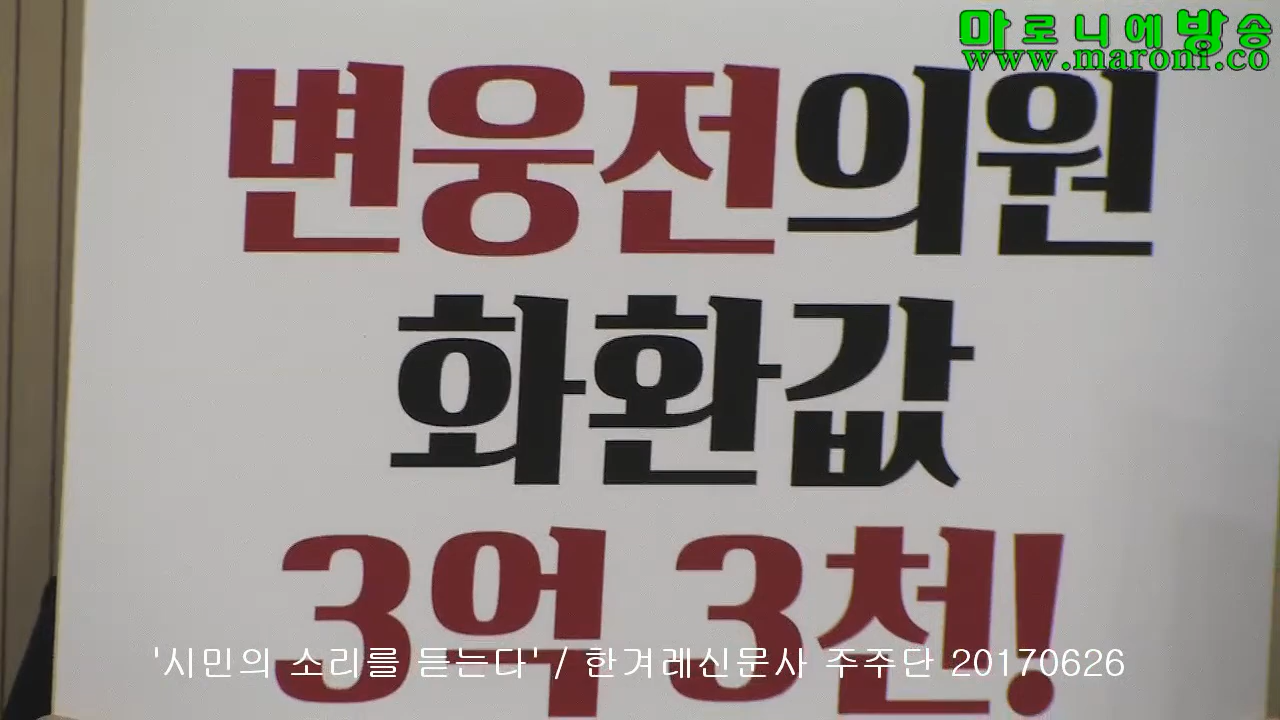 마로니에방송
www.maroni.co
변웅전의원
화환값
3억 3천!
'시민의 소리를 듣는다' / 한겨레신문사 주주단 20170626